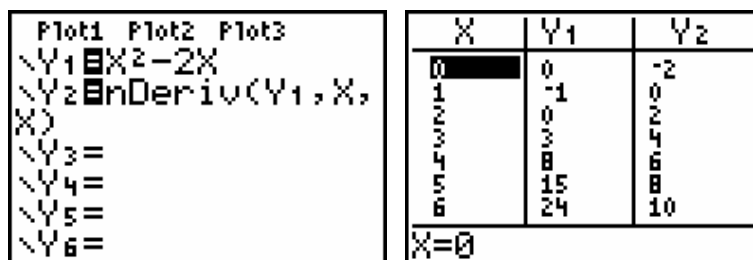 Plot1 Plot2 Plot3
\Y1=X²-2X
\Y2=nDeriv(Y1,X,
X)
\Y3=
\Y4=
\Y5=
\Y6=
X Y1 Y2
0 0 -2
1 -1 0
2 0 2
3 3 4
4 8 6
5 15 8
6 24 10
X=0